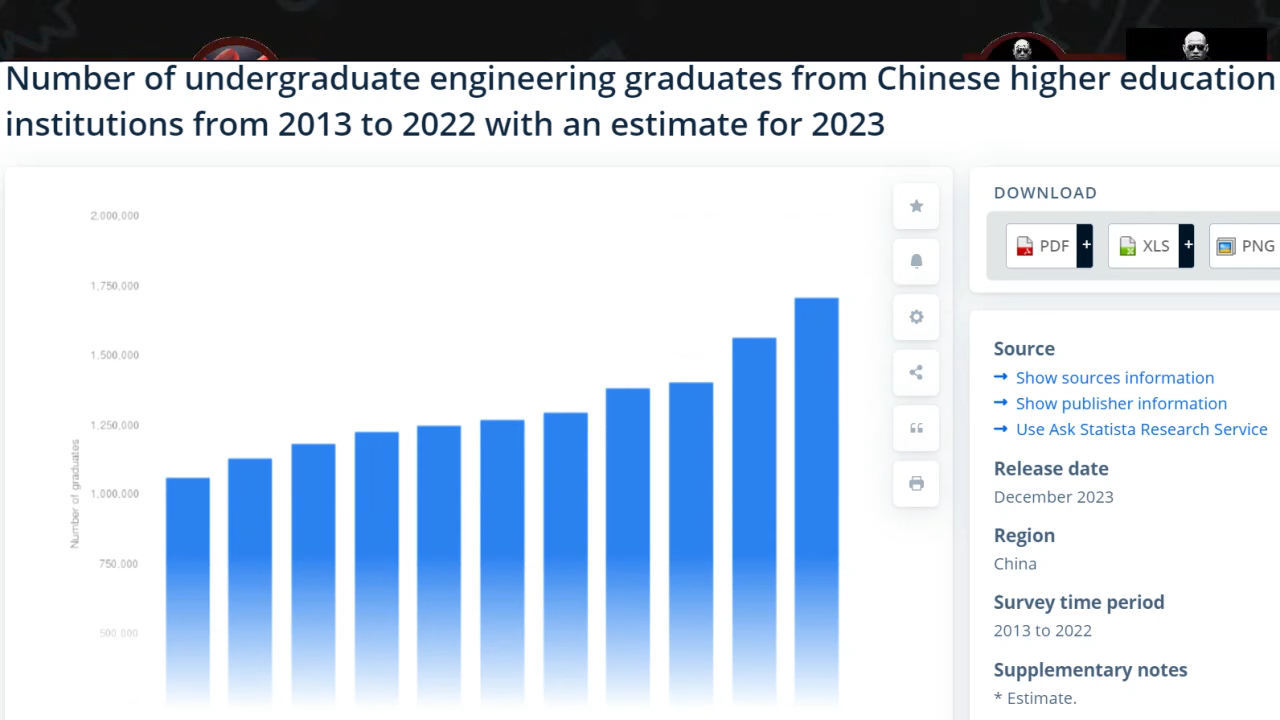 Number of undergraduate engineering graduates from Chinese higher education
institutions from 2013 to 2022 with an estimate for 2023
2,000,000
1,750,000
1,500,000
1,250,000
1,000,000
750,000
500 000
Number of graduates
DOWNLOAD
PDF +
XLS +
PNG
Source
Show sources information
Show publisher information
Use Ask Statista Research Service
Release date
December 2023
Region
China
Survey time period
2013 to 2022
Supplementary notes
* Estimate.